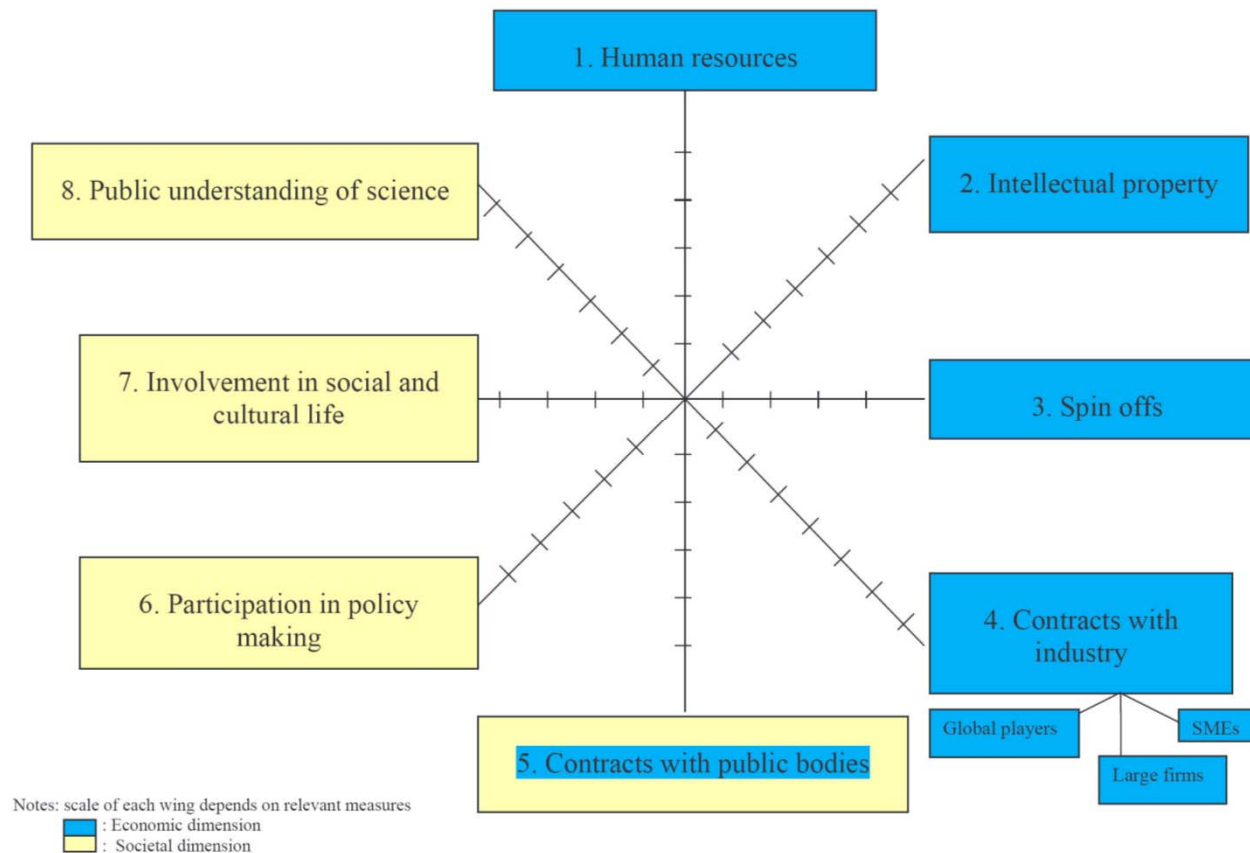 1. Human resources
8. Public understanding of science
2. Intellectual property
7. Involvement in social and
cultural life
3. Spin offs
6. Participation in policy
making
4. Contracts with
industry
Global players
SMEs
Large firms
5. Contracts with public bodies
Notes: scale of each wing depends on relevant measures
: Economic dimension
: Societal dimension